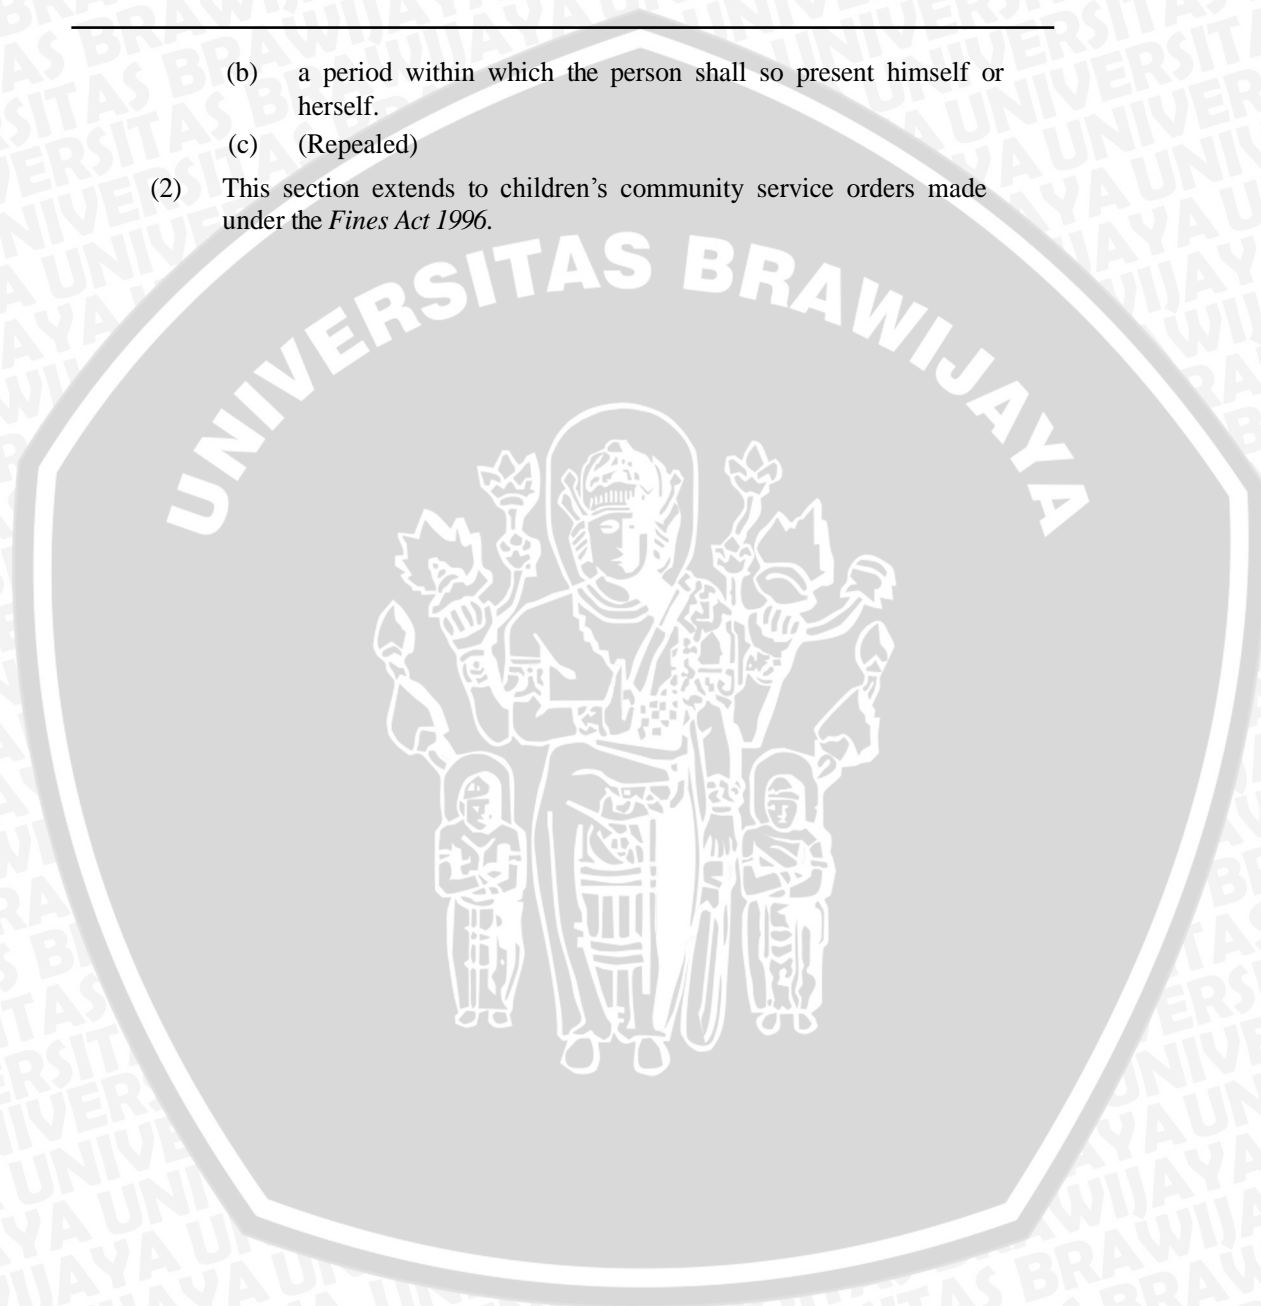 (b) a period within which the person shall so present himself or
herself.
(c) (Repealed)
(2) This section extends to children's community service orders made
under the Fines Act 1996.
UNIVERSITAS BRAWIJAYA